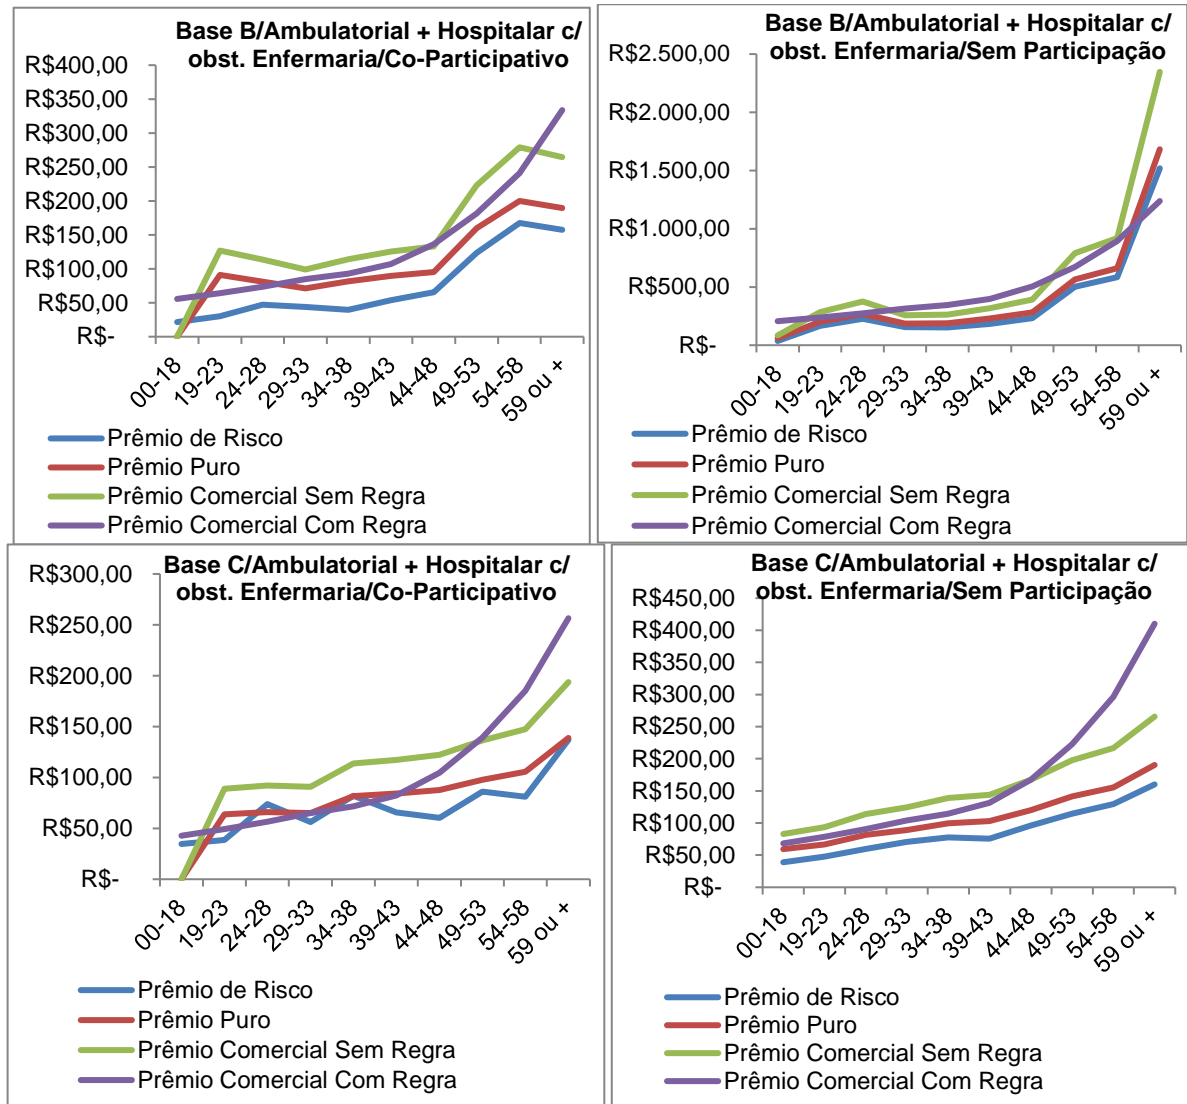 Base B/Ambulatorial + Hospitalar c/
obst. Enfermaria/Co-Participativo
R$400,00
R$350,00
R$300,00
R$250,00
R$200,00
R$150,00
R$100,00
R$50,00
R$-
00-18
19-23
24-28
29-33
34-38
39-43
44-48
49-53
54-58
59 ou +
Prêmio de Risco
Prêmio Puro
Prêmio Comercial Sem Regra
Prêmio Comercial Com Regra
Base B/Ambulatorial + Hospitalar c/
obst. Enfermaria/Sem Participação
R$2.500,00
R$2.000,00
R$1.500,00
R$1.000,00
R$500,00
R$-
00-18
19-23
24-28
29-33
34-38
39-43
44-48
49-53
54-58
59 ou +
Prêmio de Risco
Prêmio Puro
Prêmio Comercial Sem Regra
Prêmio Comercial Com Regra
Base C/Ambulatorial + Hospitalar c/
obst. Enfermaria/Co-Participativo
R$300,00
R$250,00
R$200,00
R$150,00
R$100,00
R$50,00
R$-
00-18
19-23
24-28
29-33
34-38
39-43
44-48
49-53
54-58
59 ou +
Prêmio de Risco
Prêmio Puro
Prêmio Comercial Sem Regra
Prêmio Comercial Com Regra
Base C/Ambulatorial + Hospitalar c/
obst. Enfermaria/Sem Participação
R$450,00
R$400,00
R$350,00
R$300,00
R$250,00
R$200,00
R$150,00
R$100,00
R$50,00
R$-
00-18
19-23
24-28
29-33
34-38
39-43
44-48
49-53
54-58
59 ou +
Prêmio de Risco
Prêmio Puro
Prêmio Comercial Sem Regra
Prêmio Comercial Com Regra